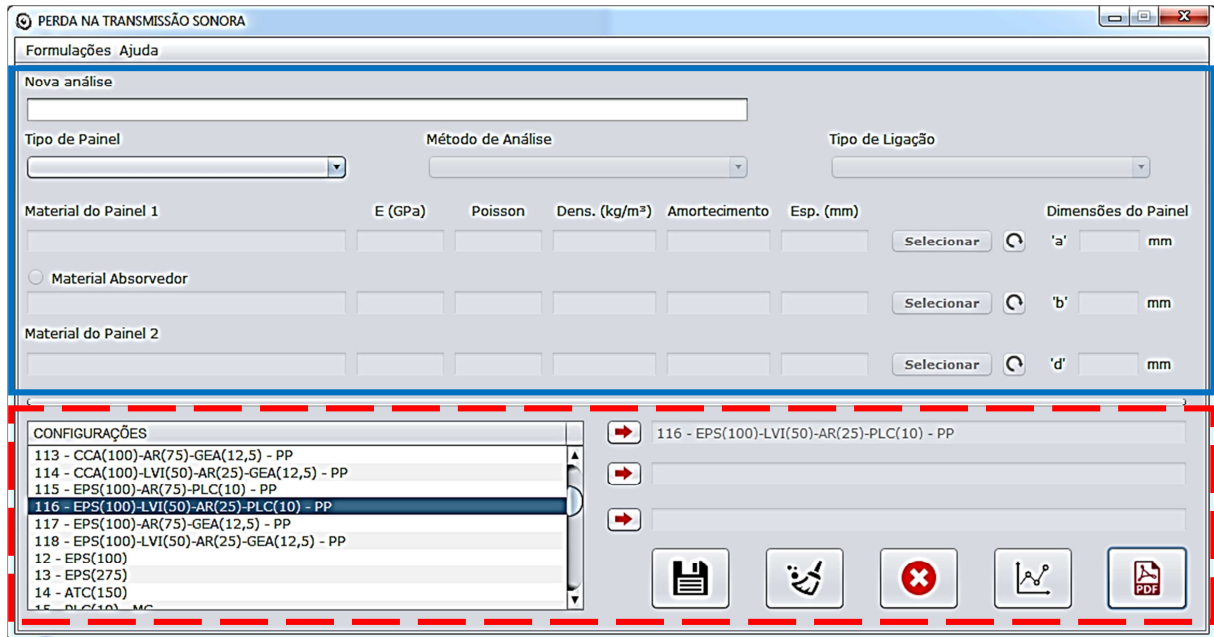 PERDA NA TRANSMISSÃO SONORA
Formulações Ajuda
Nova análise
Tipo de Painel Método de Análise Tipo de Ligação
Material do Painel 1 E (GPa) Poisson Dens. (kg/m³) Amortecimento Esp. (mm) Dimensões do Painel
Selecionar 'a' mm
Material Absorvedor
Selecionar 'b' mm
Material do Painel 2
Selecionar 'd' mm
CONFIGURAÇÕES
113 - CCA(100)-AR(75)-GEA(12,5) - PP
114 - CCA(100)-LVI(50)-AR(25)-GEA(12,5) - PP
115 - EPS(100)-AR(75)-PLC(10) - PP
116 - EPS(100)-LVI(50)-AR(25)-PLC(10) - PP
117 - EPS(100)-AR(75)-GEA(12,5) - PP
118 - EPS(100)-LVI(50)-AR(25)-GEA(12,5) - PP
12 - EPS(100)
13 - EPS(275)
14 - ATC(150)
15 - PLC(10) - MC
116 - EPS(100)-LVI(50)-AR(25)-PLC(10) - PP
PDF